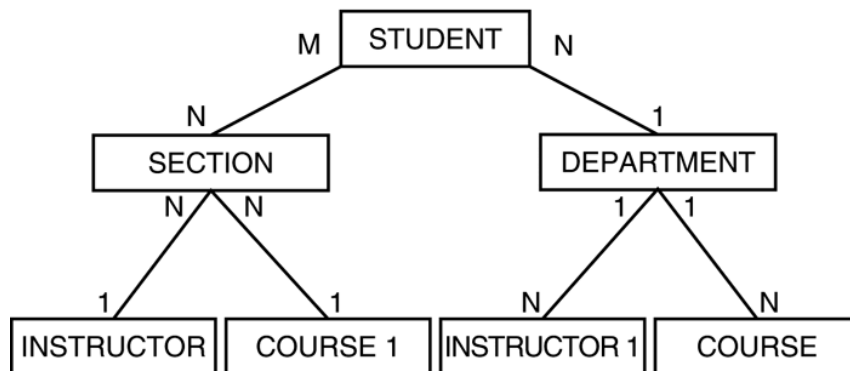 M STUDENT N
N 1
SECTION DEPARTMENT
N N 1 1
1 1 N N
INSTRUCTOR COURSE 1 INSTRUCTOR 1 COURSE